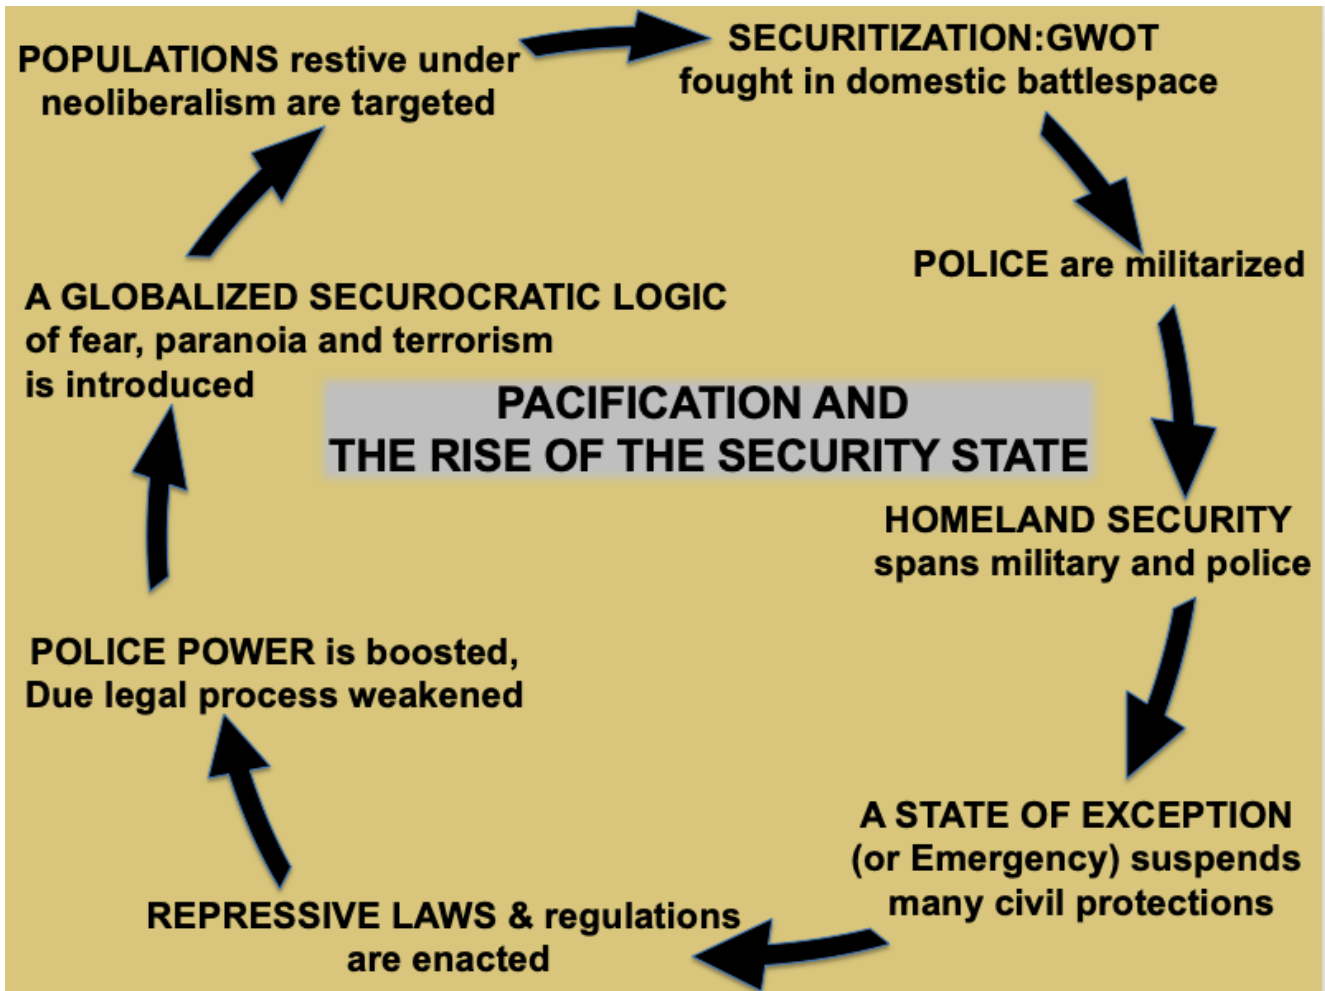 POPULATIONS restive under
neoliberalism are targeted
SECURITIZATION:GWOT
fought in domestic battlespace
POLICE are militarized
HOMELAND SECURITY
spans military and police
A STATE OF EXCEPTION
(or Emergency) suspends
many civil protections
REPRESSIVE LAWS & regulations
are enacted
POLICE POWER is boosted,
Due legal process weakened
A GLOBALIZED SECUROCRATIC LOGIC
of fear, paranoia and terrorism
is introduced
PACIFICATION AND
THE RISE OF THE SECURITY STATE